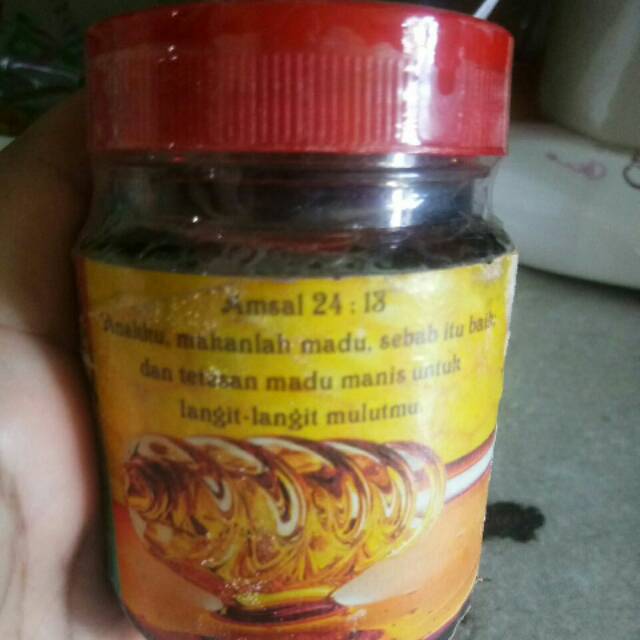 Amsal 24 : 13
Anakku, makanlah madu, sebab itu baik;
dan tetesan madu manis untuk
langit-langit mulutmu.